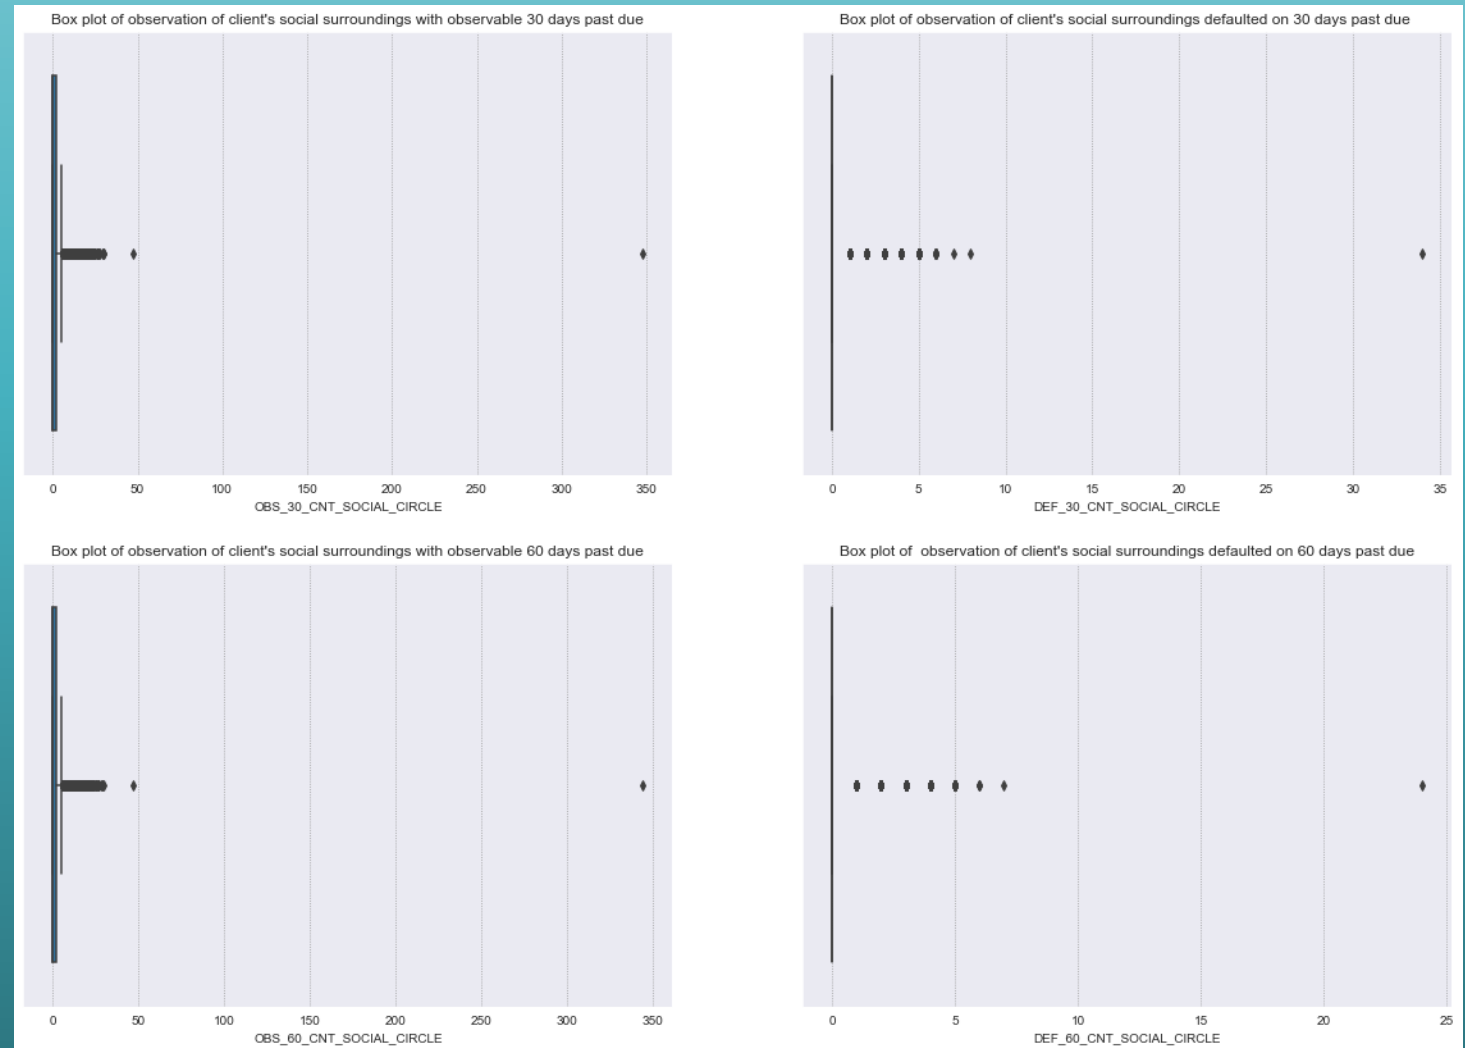 Box plot of observation of client's social surroundings with observable 30 days past due
0 50 100 150 200 250 300 350
OBS_30_CNT_SOCIAL_CIRCLE
Box plot of observation of client's social surroundings defaulted on 30 days past due
0 5 10 15 20 25 30 35
DEF_30_CNT_SOCIAL_CIRCLE
Box plot of observation of client's social surroundings with observable 60 days past due
0 50 100 150 200 250 300 350
OBS_60_CNT_SOCIAL_CIRCLE
Box plot of  observation of client's social surroundings defaulted on 60 days past due
0 5 10 15 20 25
DEF_60_CNT_SOCIAL_CIRCLE